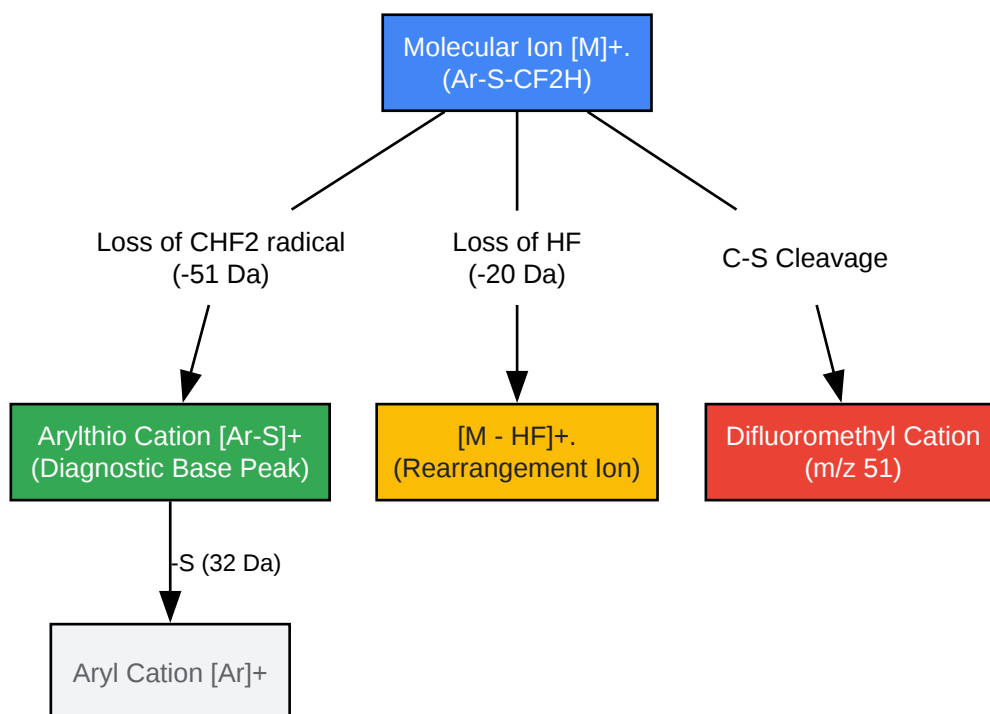 Molecular Ion [M]+.
(Ar-S-CF2H)
Loss of CHF2 radical
(-51 Da)
Loss of HF
(-20 Da)
C-S Cleavage
Arylthio Cation [Ar-S]+
(Diagnostic Base Peak)
[M - HF]+.
(Rearrangement Ion)
Difluoromethyl Cation
(m/z 51)
-S (32 Da)
Aryl Cation [Ar]+